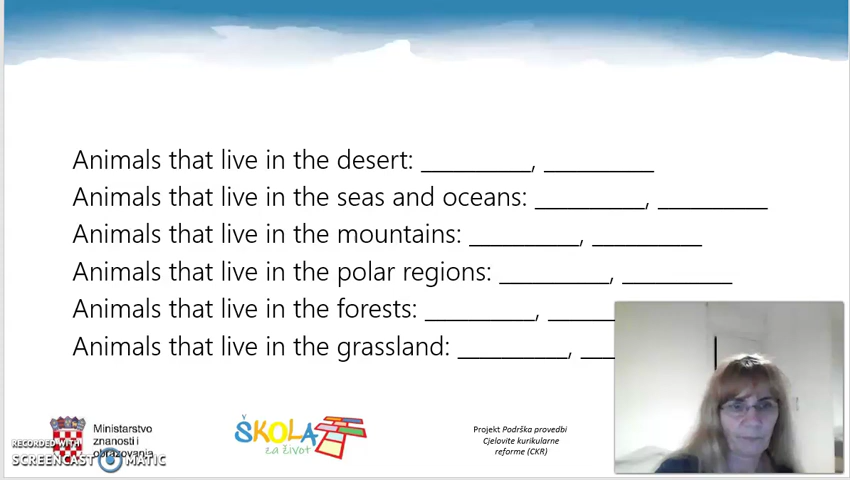 Animals that live in the desert: __________, __________
Animals that live in the seas and oceans: __________, __________
Animals that live in the mountains: __________, __________
Animals that live in the polar regions: __________, __________
Animals that live in the forests: __________, ______
Animals that live in the grassland: __________, ___
Ministarstvo
znanosti i
obrazovanja
RECORDED WITH
SCREENCAST MATIC
ŠKOLA
za život
Projekt Podrška provedbi
Cjelovite kurikularne
reforme (CKR)